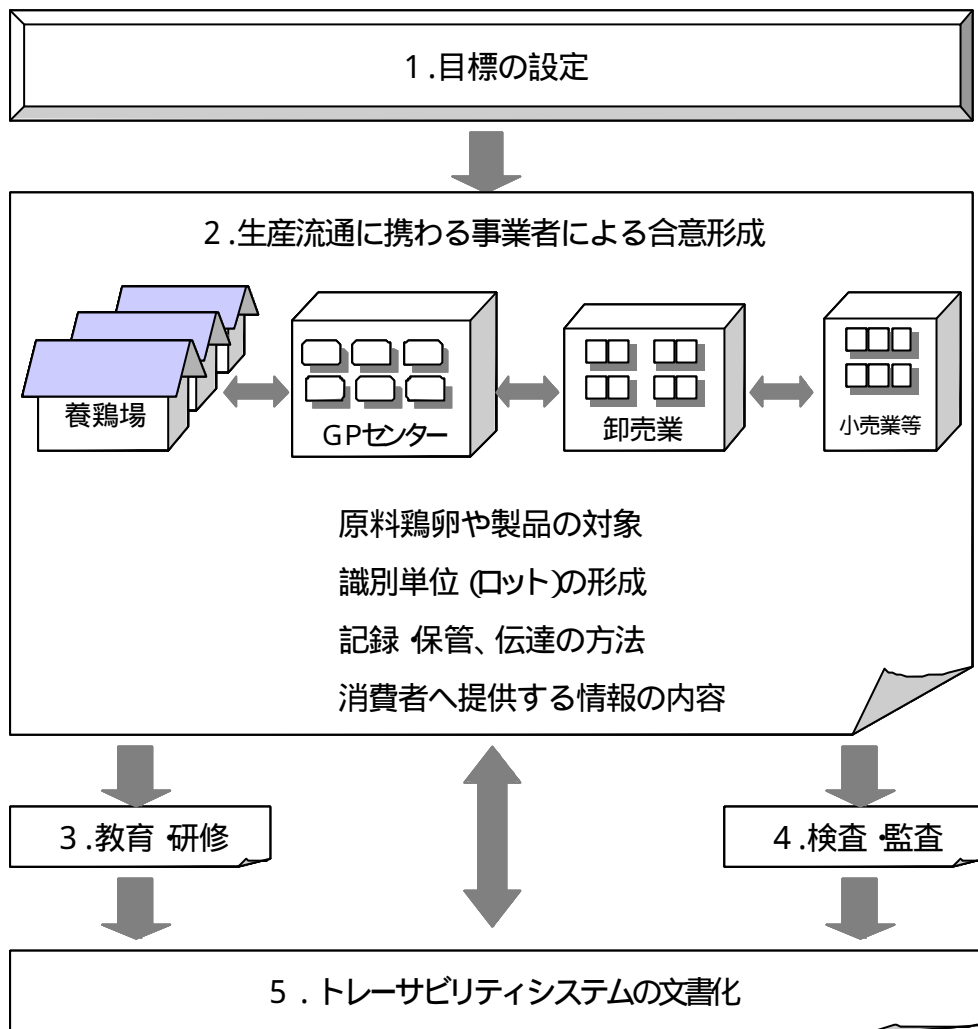 1.目標の設定
2.生産流通に携わる事業者による合意形成
養鶏場
GPセンター
卸売業
小売業等
原料鶏卵や製品の対象
識別単位(ロット)の形成
記録・保管、伝達の方法
消費者へ提供する情報の内容
3.教育・研修
4.検査・監査
5.トレーサビリティシステムの文書化